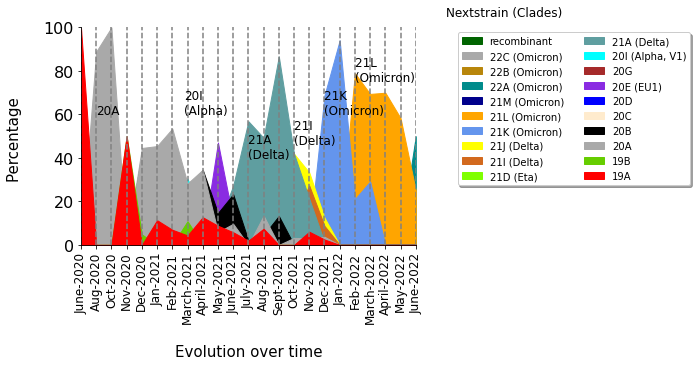 Nextstrain (Clades)
recombinant
22C (Omicron)
22B (Omicron)
22A (Omicron)
21M (Omicron)
21L (Omicron)
21K (Omicron)
21J (Delta)
21I (Delta)
21D (Eta)
21A (Delta)
20I (Alpha, V1)
20G
20E (EU1)
20D
20C
20B
20A
19B
19A
Percentage
100
80
60
40
20
0
20A
20I
(Alpha)
21A
(Delta)
21J
(Delta)
21K
(Omicron)
21L
(Omicron)
June-2020
Aug-2020
Oct-2020
Nov-2020
Dec-2020
Jan-2021
Feb-2021
March-2021
April-2021
May-2021
June-2021
July-2021
Aug-2021
Sept-2021
Oct-2021
Nov-2021
Dec-2021
Jan-2022
Feb-2022
March-2022
April-2022
May-2022
June-2022
Evolution over time